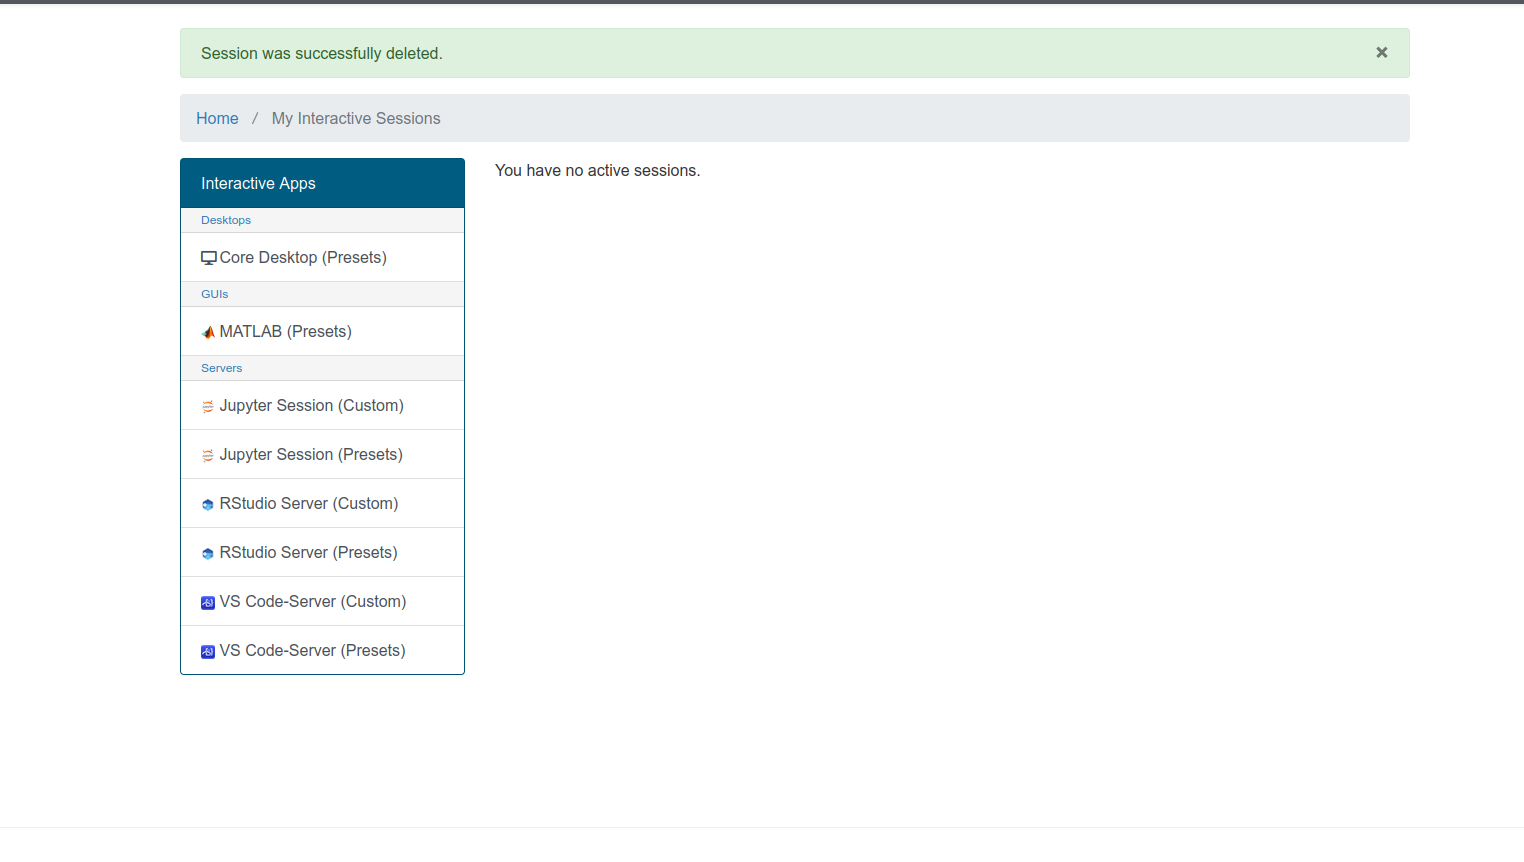 Session was successfully deleted.
×
Home / My Interactive Sessions
Interactive Apps
Desktops
Core Desktop (Presets)
GUIs
MATLAB (Presets)
Servers
Jupyter Session (Custom)
Jupyter Session (Presets)
RStudio Server (Custom)
RStudio Server (Presets)
VS Code-Server (Custom)
VS Code-Server (Presets)
You have no active sessions.